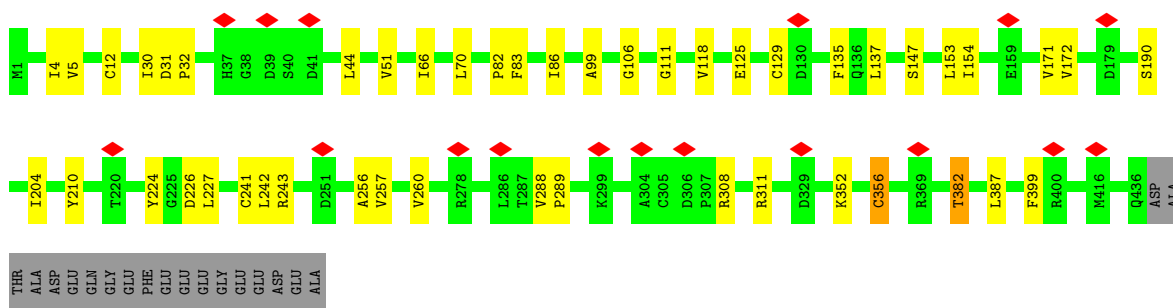 M1 I4 V5 C12 I30 D31 P32 H37 G38 D39 S40 D41 L44 V51 I66 L70 P82 F83 I86 A99 G106 G111 V118 E125 C129 D130 F135 Q136 L137 S147 L153 I154 E159 V171 V172 D179 S190
I204 Y210 T220 Y224 G225 D226 L227 C241 L242 R243 D251 A256 V257 V260 R278 L286 T287 V288 P289 K299 A304 C305 D306 P307 R308 R311 D329 K352 C356 R369 T382 L387 F399 R400 M416 Q436 ASP ALA
THR ALA ASP GLU GLN GLY GLU GLU PHE GLU GLU GLU GLY GLU GLU ASP GLU ALA